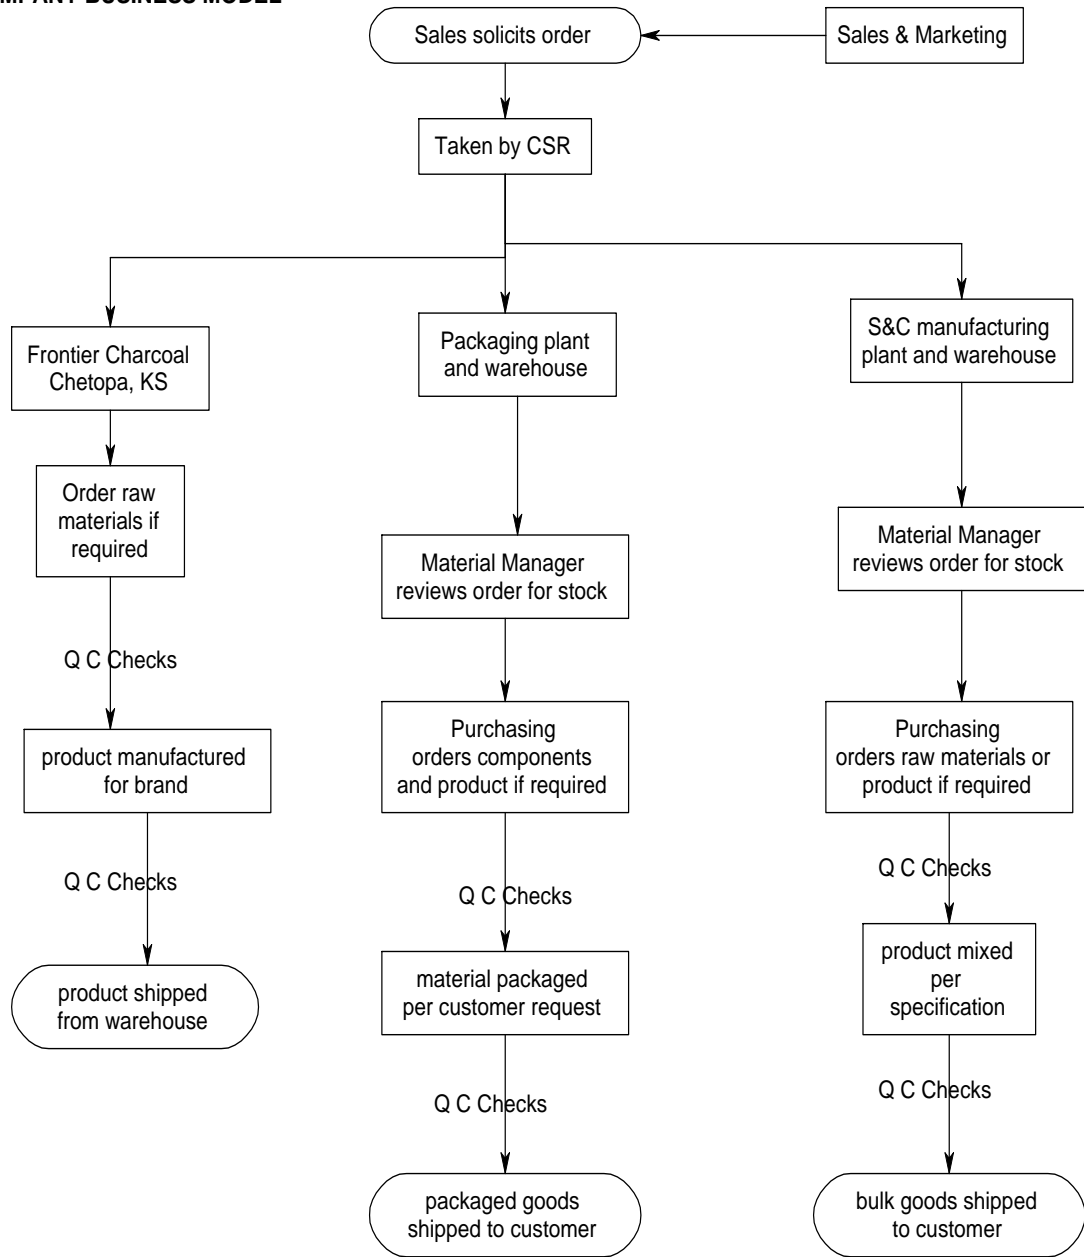 BUSINESS MODEL
Sales solicits order
Sales & Marketing
Taken by CSR
Frontier Charcoal
Chetopa, KS
Packaging plant
and warehouse
S&C manufacturing
plant and warehouse
Order raw
materials if
required
Material Manager
reviews order for stock
Material Manager
reviews order for stock
Q C Checks
product manufactured
for brand
Purchasing
orders components
and product if required
Purchasing
orders raw materials or
product if required
Q C Checks
Q C Checks
Q C Checks
product shipped
from warehouse
material packaged
per customer request
product mixed
per
specification
Q C Checks
Q C Checks
packaged goods
shipped to customer
bulk goods shipped
to customer